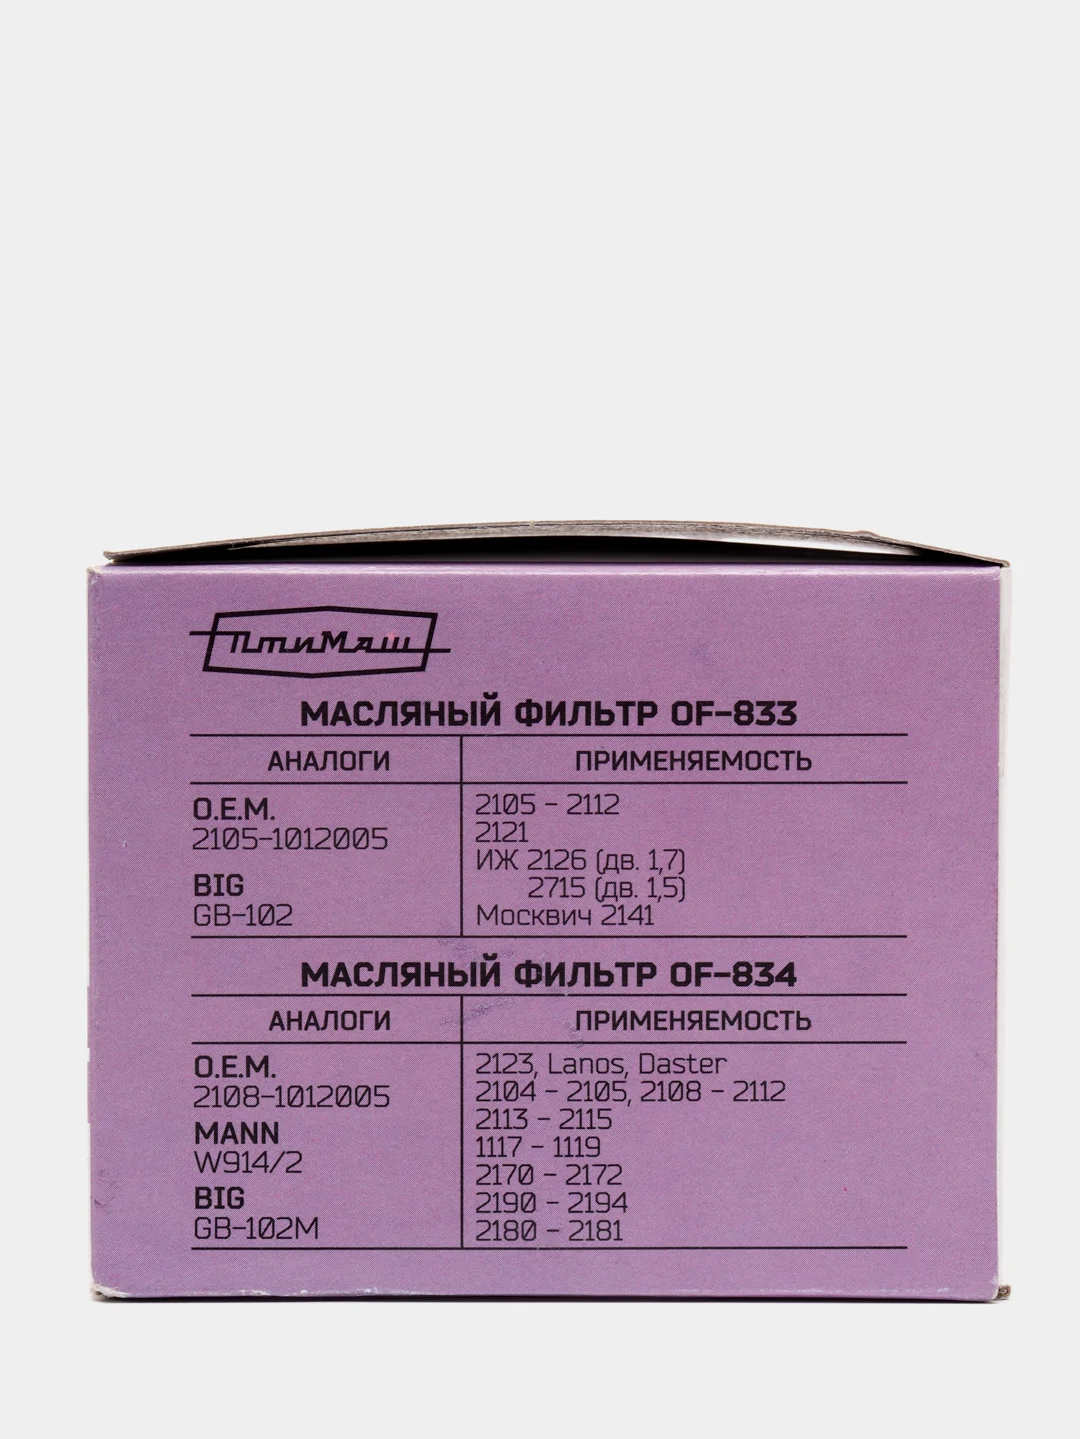 ПтиМаш
МАСЛЯНЫЙ ФИЛЬТР OF-833
АНАЛОГИ ПРИМЕНЯЕМОСТЬ
O.E.M.
2105-1012005
BIG
GB-102
2105 - 2112
2121
ИЖ 2126 (дв. 1,7)
2715 (дв. 1,5)
Москвич 2141
МАСЛЯНЫЙ ФИЛЬТР OF-834
АНАЛОГИ ПРИМЕНЯЕМОСТЬ
O.E.M.
2108-1012005
MANN
W914/2
BIG
GB-102M
2123, Lanos, Daster
2104 - 2105, 2108 - 2112
2113 - 2115
1117 - 1119
2170 - 2172
2190 - 2194
2180 - 2181